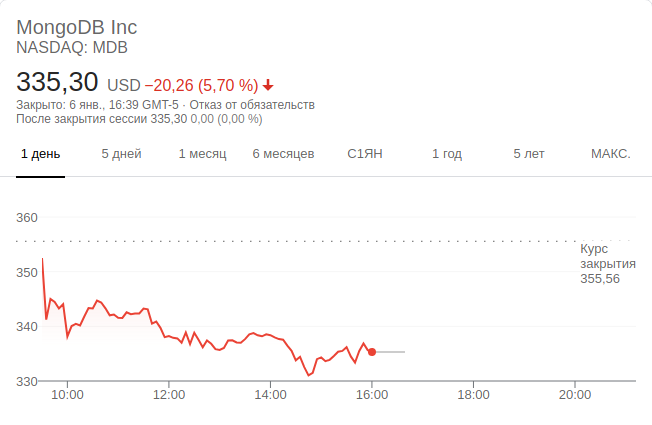 MongoDB Inc
NASDAQ: MDB
335,30 USD −20,26 (5,70 %)
Закрыто: 6 янв., 16:39 GMT-5 · Отказ от обязательств
После закрытия сессии 335,30 0,00 (0,00 %)
1 день 5 дней 1 месяц 6 месяцев С1ЯН 1 год 5 лет МАКС.
360
Курс
закрытия
355,56
350
340
330
10:00 12:00 14:00 16:00 18:00 20:00